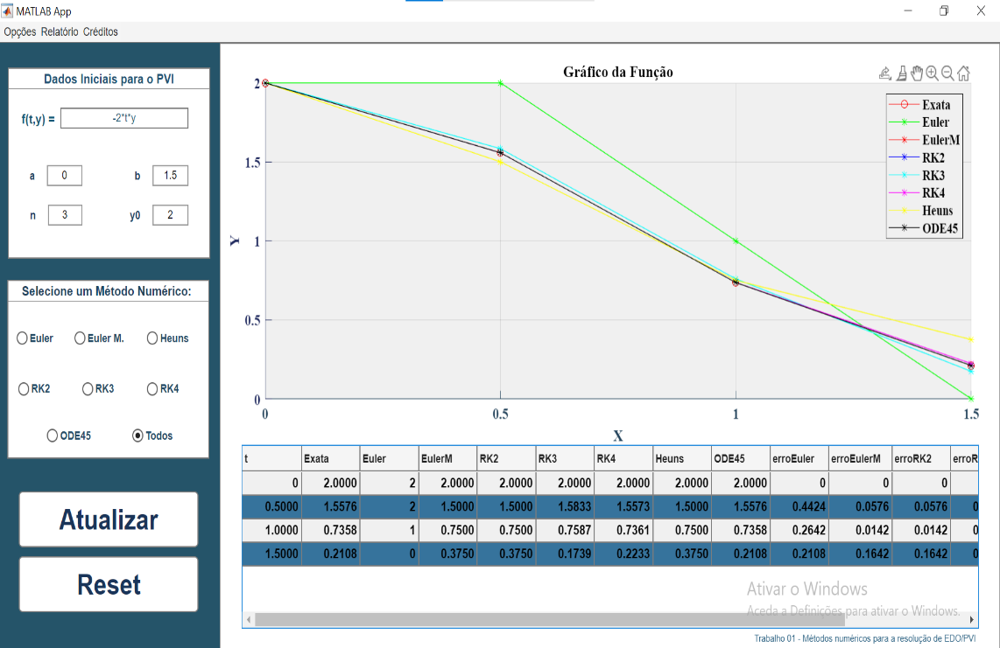 MATLAB App
Opções Relatório Créditos
Dados Iniciais para o PVI
f(t,y) = -2*t*y
a 0 b 1.5
n 3 y0 2
Selecione um Método Numérico:
Euler Euler M. Heuns
RK2 RK3 RK4
ODE45 Todos
Atualizar
Reset
Gráfico da Função
2
1.5
1
0.5
0
Y
0 0.5 1 1.5
X
Exata
Euler
EulerM
RK2
RK3
RK4
Heuns
ODE45
t Exata Euler EulerM RK2 RK3 RK4 Heuns ODE45 erroEuler erroEulerM erroRK2 erroR
0 2.0000 2 2.0000 2.0000 2.0000 2.0000 2.0000 2.0000 0 0 0
0.5000 1.5576 2 1.5000 1.5000 1.5833 1.5573 1.5000 1.5576 0.4424 0.0576 0.0576 0
1.0000 0.7358 1 0.7500 0.7500 0.7587 0.7361 0.7500 0.7358 0.2642 0.0142 0.0142 0
1.5000 0.2108 0 0.3750 0.3750 0.1739 0.2233 0.3750 0.2108 0.2108 0.1642 0.1642 0
Ativar o Windows
Aceda a Definições para ativar o Windows.
Trabalho 01 - Métodos numéricos para a resolução de EDO/PVI